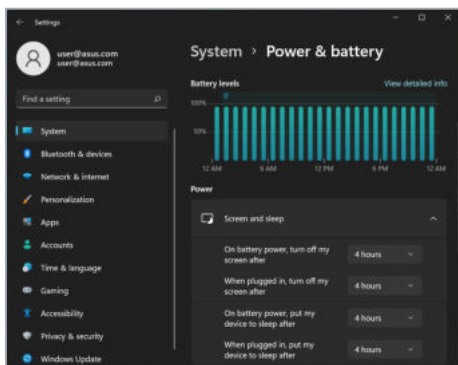 Settings
user@asus.com
user@asus.com
Find a setting
System
Bluetooth & devices
Network & internet
Personalization
Apps
Accounts
Time & language
Gaming
Accessibility
Privacy & security
Windows Update
System > Power & battery
Battery levels
View detailed info
100%
50%
12 AM 6 AM 12 PM 6 PM 12 AM
Power
Screen and sleep
On battery power, turn off my
screen after
4 hours
When plugged in, turn off my
screen after
4 hours
On battery power, put my
device to sleep after
4 hours
When plugged in, put my
device to sleep after
4 hours